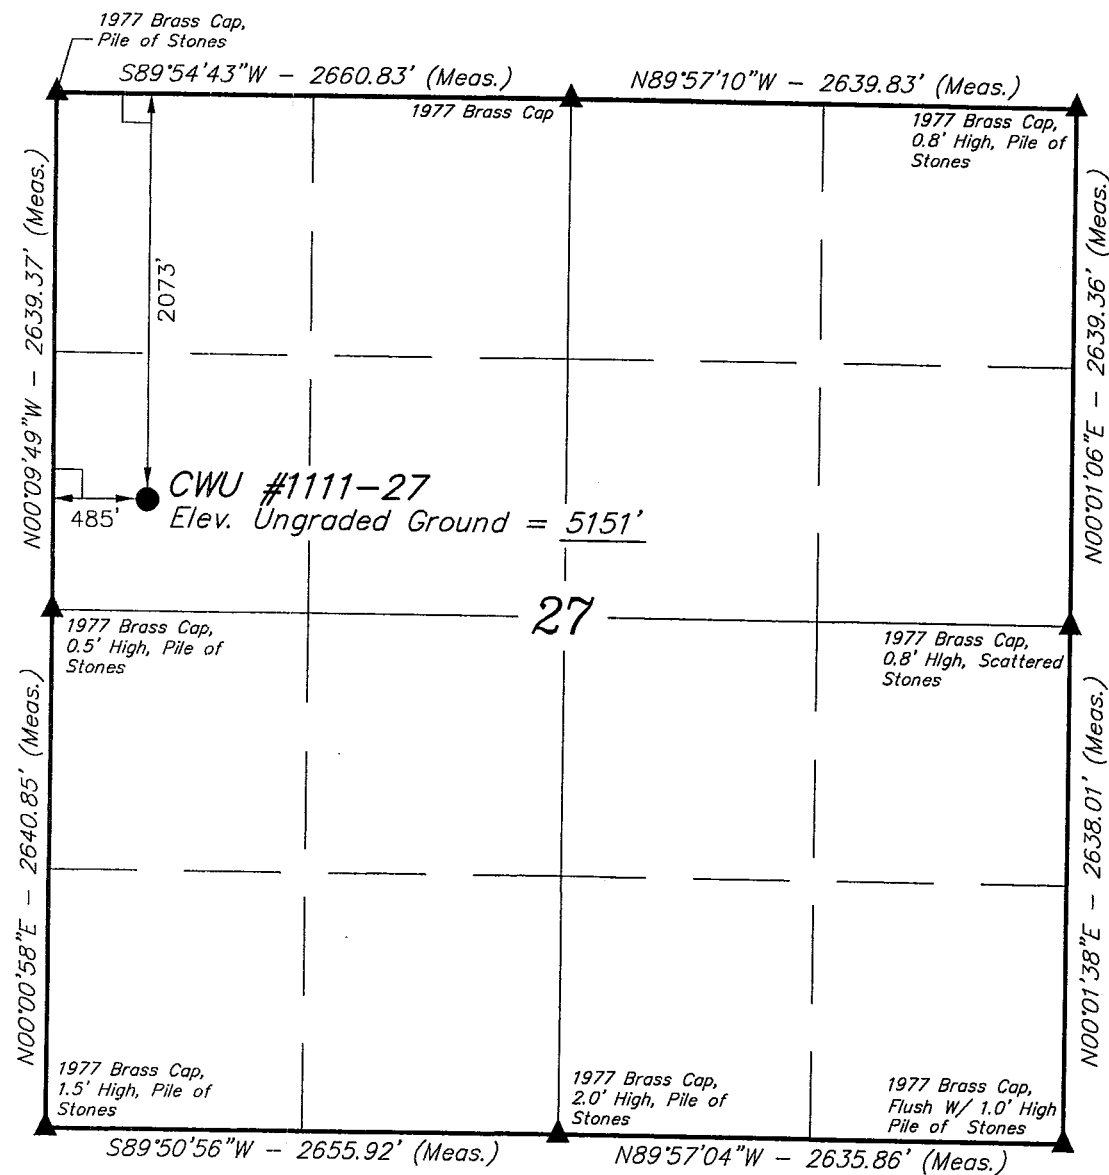 1977 Brass Cap,
Pile of Stones
S89°54'43"W - 2660.83' (Meas.)
N89°57'10"W - 2639.83' (Meas.)
1977 Brass Cap
1977 Brass Cap,
0.8' High, Pile of
Stones
N00°09'49"W - 2639.37' (Meas.)
2073'
N00°01'06"E - 2639.36' (Meas.)
485'
CWU #1111-27
Elev. Ungraded Ground = 5151'
27
1977 Brass Cap,
0.5' High, Pile of
Stones
1977 Brass Cap,
0.8' High, Scattered
Stones
N00°00'58"E - 2640.85' (Meas.)
N00°01'38"E - 2638.01' (Meas.)
1977 Brass Cap,
1.5' High, Pile of
Stones
1977 Brass Cap,
2.0' High, Pile of
Stones
1977 Brass Cap,
Flush W/ 1.0' High
Pile of Stones
S89°50'56"W - 2655.92' (Meas.)
N89°57'04"W - 2635.86' (Meas.)